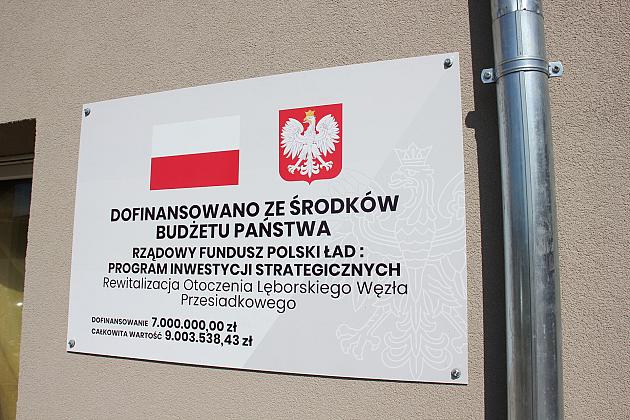 DOFINANSOWANO ZE ŚRODKÓW
BUDŻETU PAŃSTWA
RZĄDOWY FUNDUSZ POLSKI ŁAD :
PROGRAM INWESTYCJI STRATEGICZNYCH
Rewitalizacja Otoczenia Lęborskiego Węzła
Przesiadkowego
DOFINANSOWANIE 7.000.000,00 zł
CAŁKOWITA WARTOŚĆ 9.003.538,43 zł